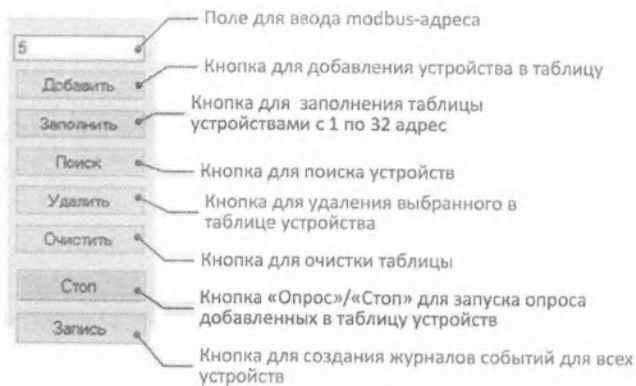 5
Поле для ввода modbus-адреса
Добавить
Кнопка для добавления устройства в таблицу
Заполнить
Кнопка для заполнения таблицы
устройствами с 1 по 32 адрес
Поиск
Кнопка для поиска устройств
Удалить
Кнопка для удаления выбранного в
таблице устройства
Очистить
Кнопка для очистки таблицы
Стоп
Кнопка «Опрос»/«Стоп» для запуска опроса
добавленных в таблицу устройств
Запись
Кнопка для создания журналов событий для всех
устройств